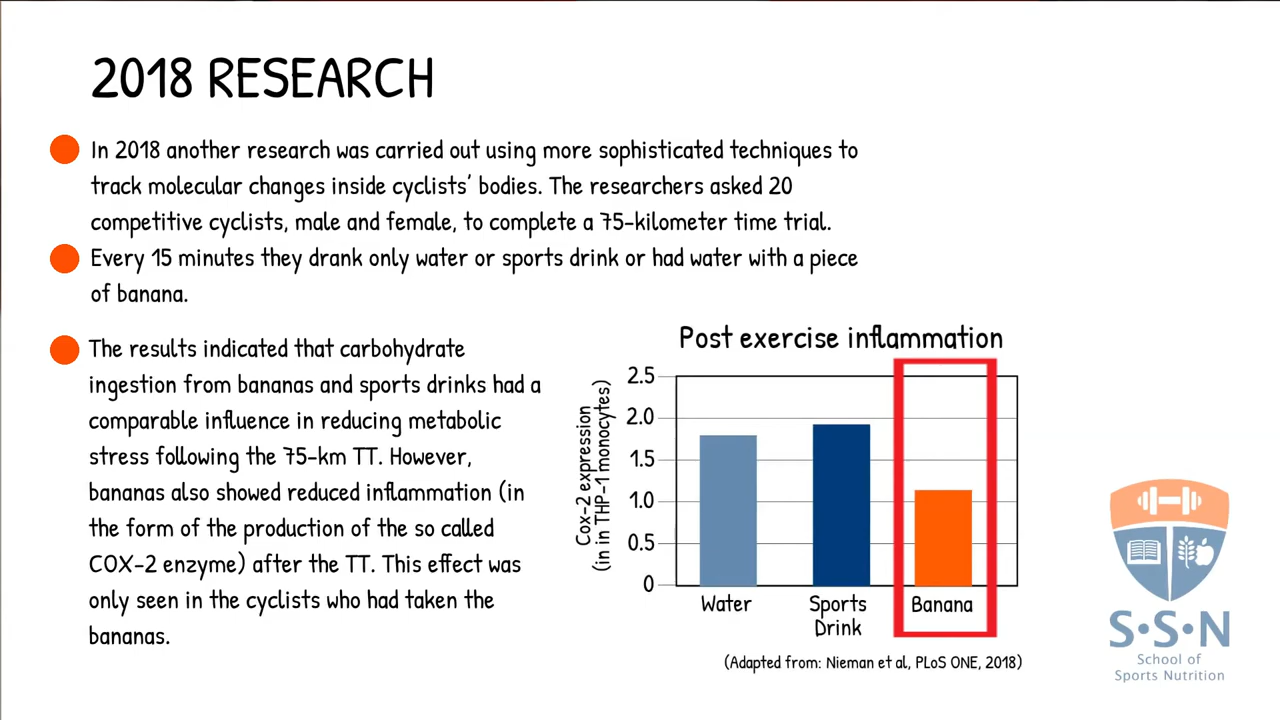 2018 RESEARCH
In 2018 another research was carried out using more sophisticated techniques to
track molecular changes inside cyclists' bodies. The researchers asked 20
competitive cyclists, male and female, to complete a 75-kilometer time trial.
Every 15 minutes they drank only water or sports drink or had water with a piece
of banana.
The results indicated that carbohydrate
ingestion from bananas and sports drinks had a
comparable influence in reducing metabolic
stress following the 75-km TT. However,
bananas also showed reduced inflammation (in
the form of the production of the so called
COX-2 enzyme) after the TT. This effect was
only seen in the cyclists who had taken the
bananas.
Post exercise inflammation
Cox-2 expression
(in in THP-1 monocytes)
2.5
2.0
1.5
1.0
0.5
0
Water
Sports
Drink
Banana
(Adapted from: Nieman et al, PLoS ONE, 2018)
S•S•N
School of
Sports Nutrition